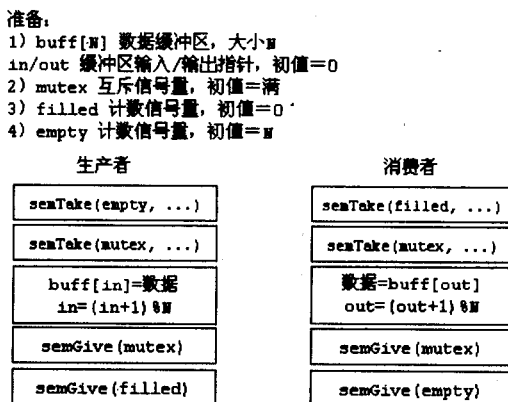 准备：
1) buff[N] 数据缓冲区，大小N
in/out 缓冲区输入/输出指针，初值＝0
2) mutex 互斥信号量，初值＝满
3) filled 计数信号量，初值＝0
4) empty 计数信号量，初值＝N
生产者
semTake(empty, ...)
semTake(mutex, ...)
buff[in]=数据
in=(in+1)%N
semGive(mutex)
semGive(filled)
消费者
semTake(filled, ...)
semTake(mutex, ...)
数据=buff[out]
out=(out+1)%N
semGive(mutex)
semGive(empty)